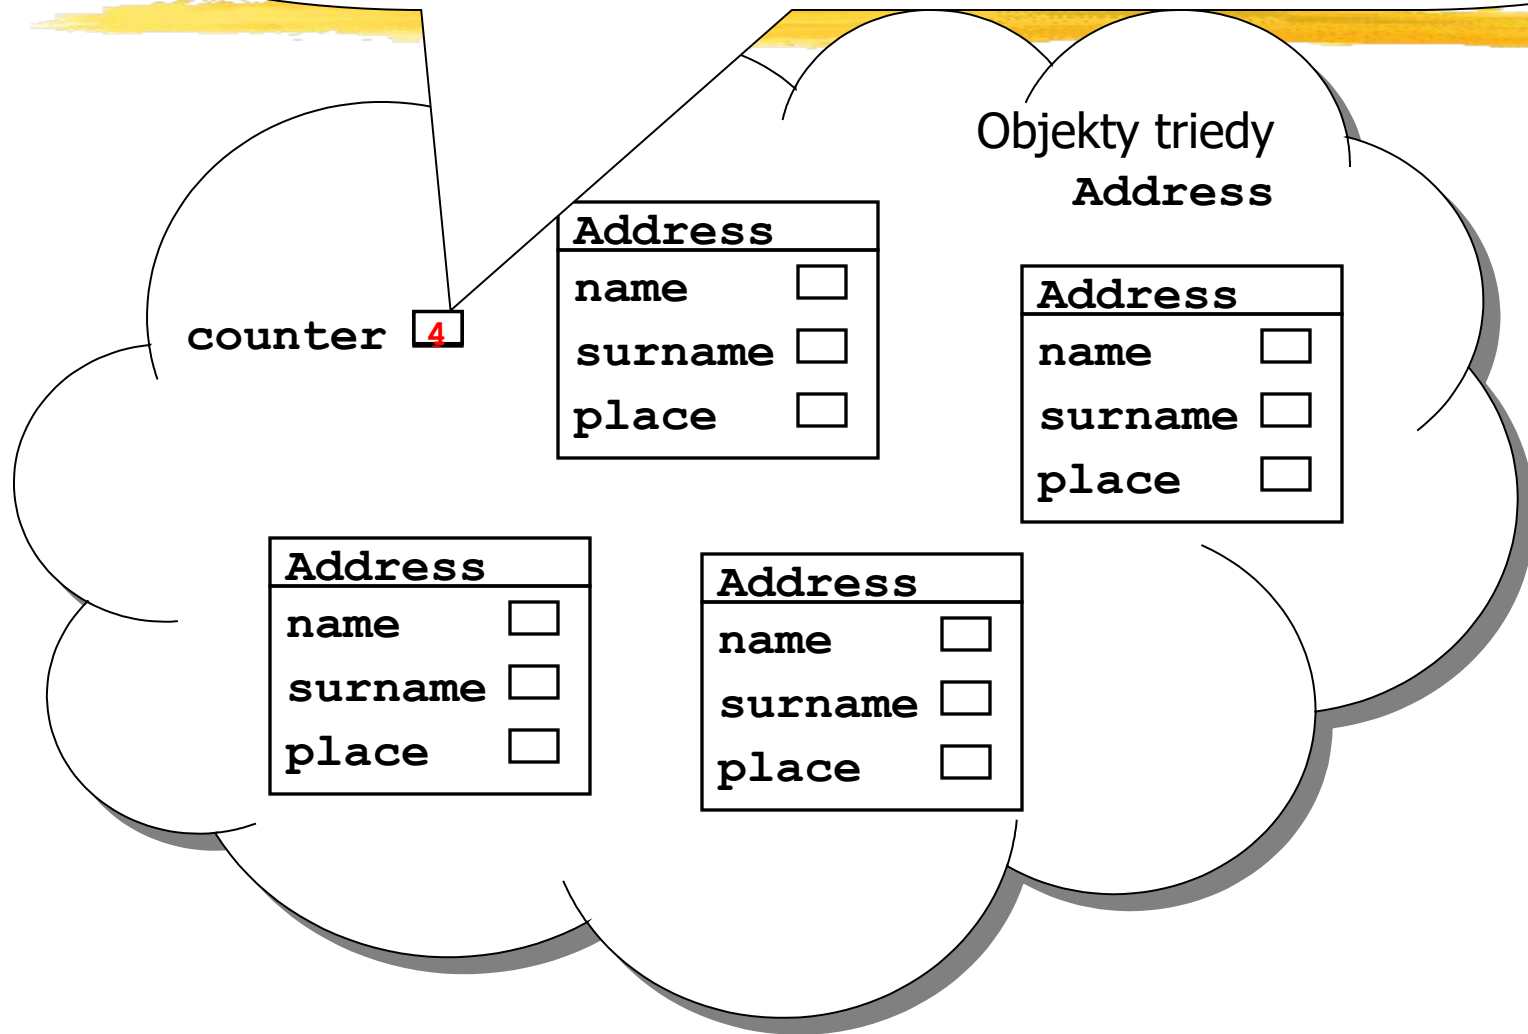 Objekty triedy
Address
counter 4
Address
name
surname
place
Address
name
surname
place
Address
name
surname
place
Address
name
surname
place